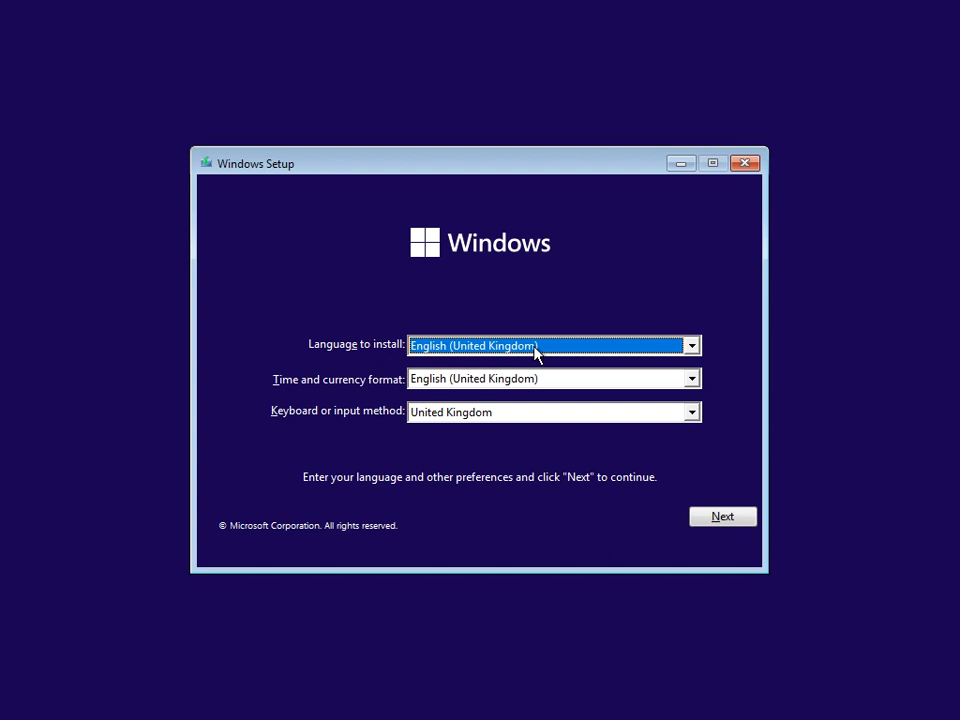 Windows Setup
Windows
Language to install: English (United Kingdom)
Time and currency format: English (United Kingdom)
Keyboard or input method: United Kingdom
Enter your language and other preferences and click "Next" to continue.
Next
© Microsoft Corporation. All rights reserved.